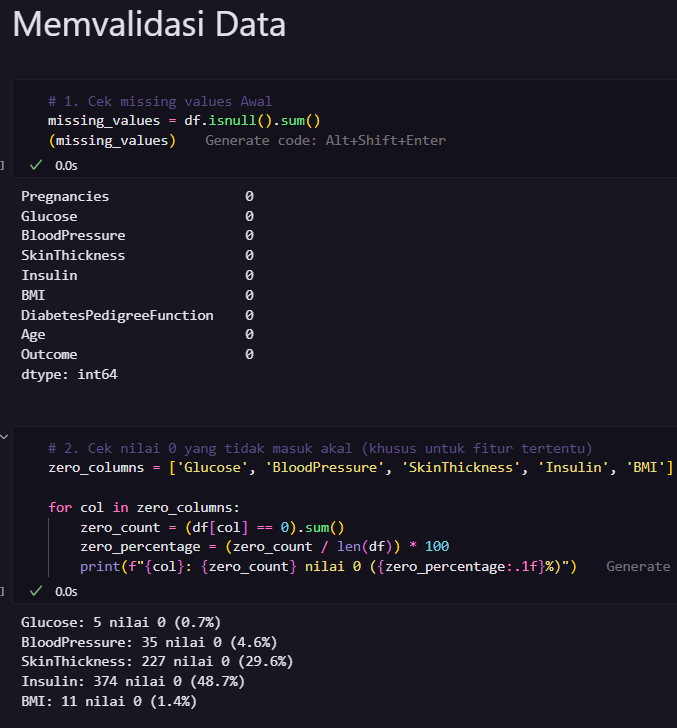 Memvalidasi Data
# 1. Cek missing values Awal
missing_values = df.isnull().sum()
(missing_values) Generate code: Alt+Shift+Enter
] ✓ 0.0s
Pregnancies 0
Glucose 0
BloodPressure 0
SkinThickness 0
Insulin 0
BMI 0
DiabetesPedigreeFunction 0
Age 0
Outcome 0
dtype: int64
# 2. Cek nilai 0 yang tidak masuk akal (khusus untuk fitur tertentu)
zero_columns = ['Glucose', 'BloodPressure', 'SkinThickness', 'Insulin', 'BMI']
for col in zero_columns:
zero_count = (df[col] == 0).sum()
zero_percentage = (zero_count / len(df)) * 100
print(f"{col}: {zero_count} nilai 0 ({zero_percentage:.1f}%)") Generate
] ✓ 0.0s
Glucose: 5 nilai 0 (0.7%)
BloodPressure: 35 nilai 0 (4.6%)
SkinThickness: 227 nilai 0 (29.6%)
Insulin: 374 nilai 0 (48.7%)
BMI: 11 nilai 0 (1.4%)